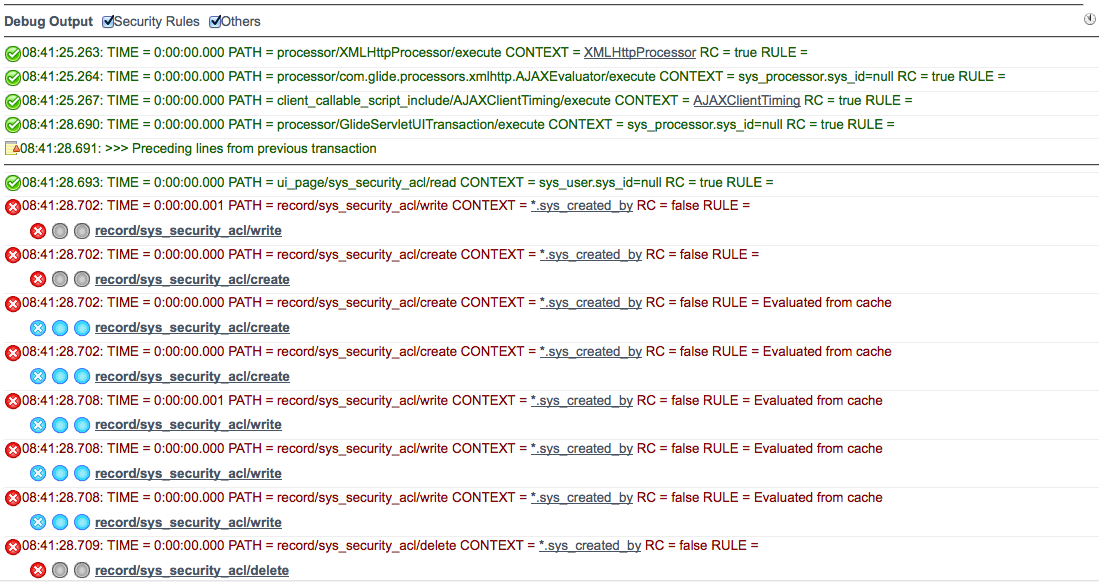 Debug Output Security Rules Others
08:41:25.263: TIME = 0:00:00.000 PATH = processor/XMLHttpProcessor/execute CONTEXT = XMLHttpProcessor RC = true RULE =
08:41:25.264: TIME = 0:00:00.000 PATH = processor/com.glide.processors.xmlhttp.AJAXEvaluator/execute CONTEXT = sys_processor.sys_id=null RC = true RULE =
08:41:25.267: TIME = 0:00:00.000 PATH = client_callable_script_include/AJAXClientTiming/execute CONTEXT = AJAXClientTiming RC = true RULE =
08:41:28.690: TIME = 0:00:00.000 PATH = processor/GlideServletUITransaction/execute CONTEXT = sys_processor.sys_id=null RC = true RULE =
08:41:28.691: >>> Preceding lines from previous transaction
08:41:28.693: TIME = 0:00:00.000 PATH = ui_page/sys_security_acl/read CONTEXT = sys_user.sys_id=null RC = true RULE =
08:41:28.702: TIME = 0:00:00.001 PATH = record/sys_security_acl/write CONTEXT = *.sys_created_by RC = false RULE =
record/sys_security_acl/write
08:41:28.702: TIME = 0:00:00.000 PATH = record/sys_security_acl/create CONTEXT = *.sys_created_by RC = false RULE =
record/sys_security_acl/create
08:41:28.702: TIME = 0:00:00.000 PATH = record/sys_security_acl/create CONTEXT = *.sys_created_by RC = false RULE = Evaluated from cache
record/sys_security_acl/create
08:41:28.702: TIME = 0:00:00.000 PATH = record/sys_security_acl/create CONTEXT = *.sys_created_by RC = false RULE = Evaluated from cache
record/sys_security_acl/create
08:41:28.708: TIME = 0:00:00.001 PATH = record/sys_security_acl/write CONTEXT = *.sys_created_by RC = false RULE = Evaluated from cache
record/sys_security_acl/write
08:41:28.708: TIME = 0:00:00.000 PATH = record/sys_security_acl/write CONTEXT = *.sys_created_by RC = false RULE = Evaluated from cache
record/sys_security_acl/write
08:41:28.708: TIME = 0:00:00.000 PATH = record/sys_security_acl/write CONTEXT = *.sys_created_by RC = false RULE = Evaluated from cache
record/sys_security_acl/write
08:41:28.709: TIME = 0:00:00.000 PATH = record/sys_security_acl/delete CONTEXT = *.sys_created_by RC = false RULE =
record/sys_security_acl/delete